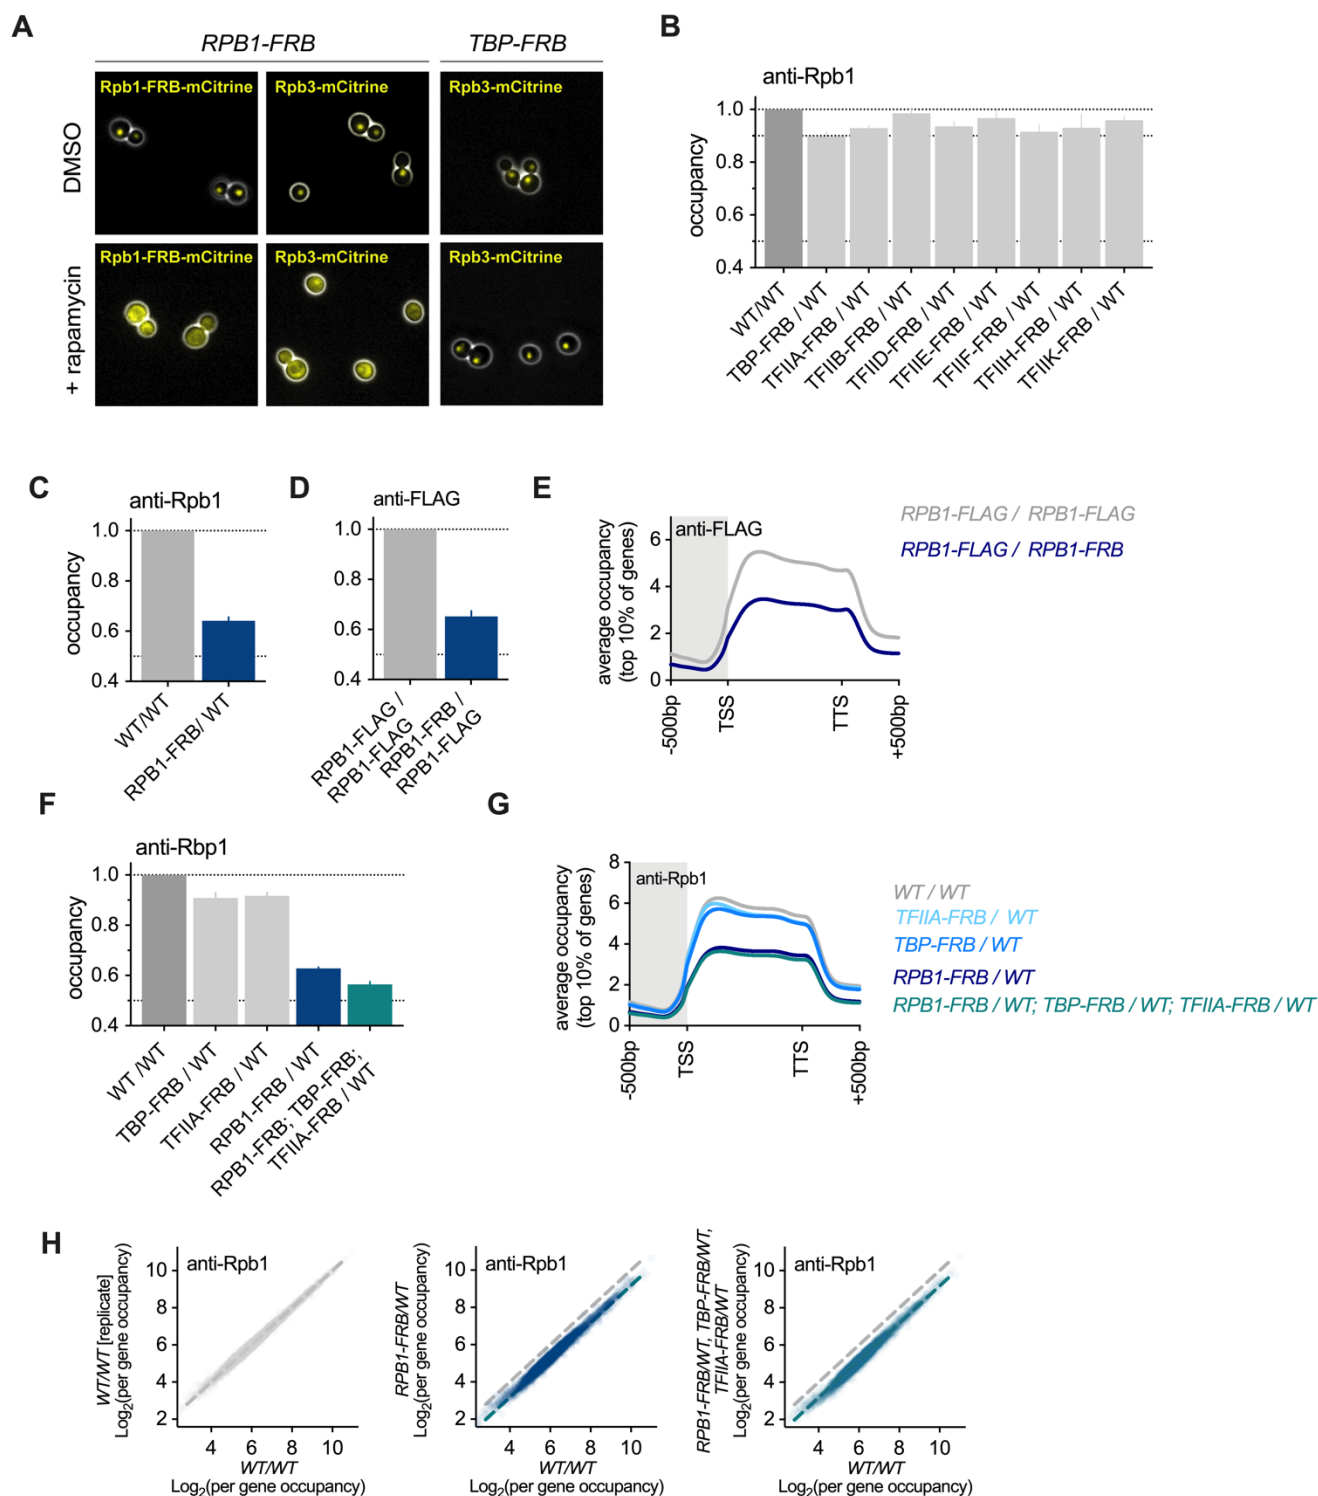 A
RPB1-FRB
TBP-FRB
DMSO
Rpb1-FRB-mCitrine
Rpb3-mCitrine
Rpb3-mCitrine
+ rapamycin
Rpb1-FRB-mCitrine
Rpb3-mCitrine
Rpb3-mCitrine
B
anti-Rpb1
occupancy
1.0
0.8
0.6
0.4
WT/WT
TBP-FRB / WT
TFIIA-FRB / WT
TFIIB-FRB / WT
TFIID-FRB / WT
TFIIE-FRB / WT
TFIIF-FRB / WT
TFIIH-FRB / WT
TFIIK-FRB / WT
C
anti-Rpb1
occupancy
1.0
0.8
0.6
0.4
WT/WT
RPB1-FRB/ WT
D
anti-FLAG
1.0
0.8
0.6
0.4
RPB1-FLAG /
RPB1-FLAG
RPB1-FRB /
RPB1-FLAG
E
average occupancy
(top 10% of genes)
anti-FLAG
6
4
2
0
-500bp
TSS
TTS
+500bp
RPB1-FLAG / RPB1-FLAG
RPB1-FLAG / RPB1-FRB
F
anti-Rbp1
occupancy
1.0
0.8
0.6
0.4
WT /WT
TBP-FRB / WT
TFIIA-FRB / WT
RPB1-FRB / WT
RPB1-FRB; TBP-FRB;
TFIIA-FRB / WT
G
average occupancy
(top 10% of genes)
anti-Rpb1
8
6
4
2
0
-500bp
TSS
TTS
+500bp
WT / WT
TFIIA-FRB / WT
TBP-FRB / WT
RPB1-FRB / WT
RPB1-FRB / WT; TBP-FRB / WT; TFIIA-FRB / WT
H
WT/WT [replicate]
Log2(per gene occupancy)
anti-Rpb1
10
8
6
4
2
4 6 8 10
WT/WT
Log2(per gene occupancy)
RPB1-FRB/WT
Log2(per gene occupancy)
anti-Rpb1
10
8
6
4
2
4 6 8 10
WT/WT
Log2(per gene occupancy)
RPB1-FRB/WT, TBP-FRB/WT,
TFIIA-FRB/WT
Log2(per gene occupancy)
anti-Rpb1
10
8
6
4
2
4 6 8 10
WT/WT
Log2(per gene occupancy)